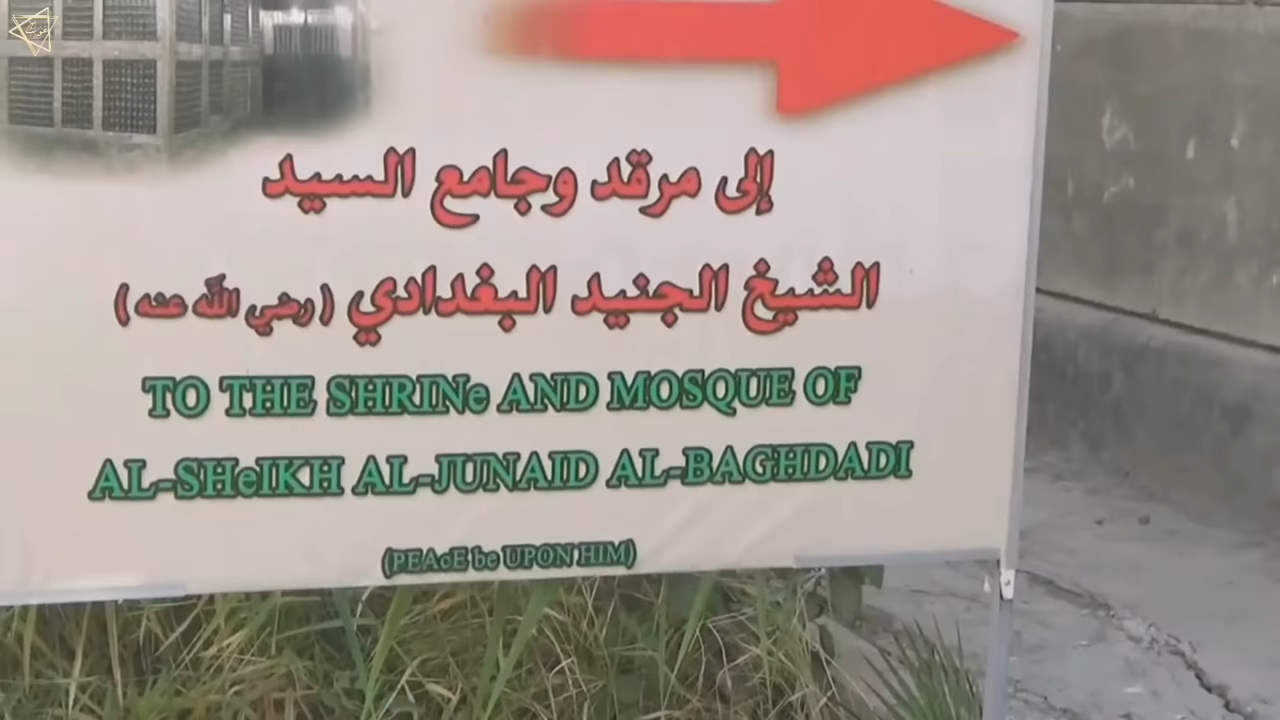 إلى مرقد وجامع السيد
الشيخ الجنيد البغدادي (رضي الله عنه)
TO THE SHRINe AND MOSQUE OF
AL-SHeIKH AL-JUNAID AL-BAGHDADI
(PEAcE be UPON HIM)